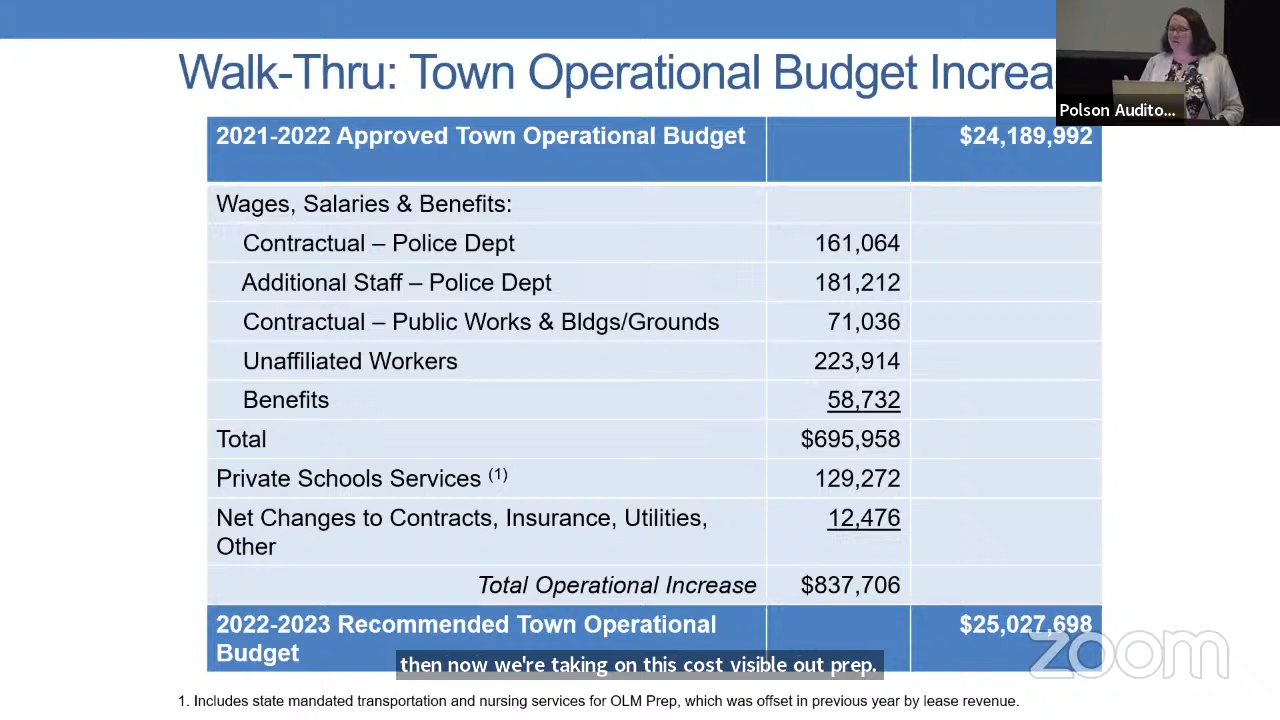 Walk-Thru: Town Operational Budget Increa
Polson Audito...
2021-2022 Approved Town Operational Budget $24,189,992
Wages, Salaries & Benefits:
Contractual – Police Dept 161,064
Additional Staff – Police Dept 181,212
Contractual – Public Works & Bldgs/Grounds 71,036
Unaffiliated Workers 223,914
Benefits 58,732
Total $695,958
Private Schools Services (1) 129,272
Net Changes to Contracts, Insurance, Utilities, 12,476
Other
Total Operational Increase $837,706
2022-2023 Recommended Town Operational $25,027,698
Budget
zoom
then now we're taking on this cost visible out prep.
1. Includes state mandated transportation and nursing services for OLM Prep, which was offset in previous year by lease revenue.